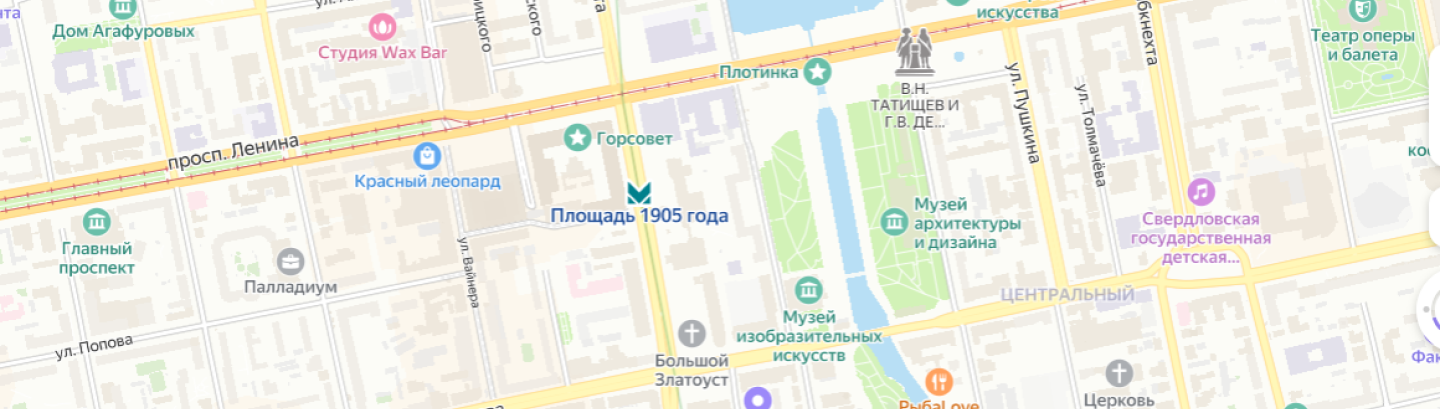 Дом Агафуровых
Студия Wax Bar
искусства
Театр оперы
и балета
Плотинка
В.Н.
ТАТИЩЕВ И
Г.В. ДЕ...
ул. Пушкина
ул. Толмачёва
просп. Ленина
Горсовет
Красный леопард
Площадь 1905 года
Музей
архитектуры
и дизайна
Свердловская
государственная
детская...
Главный
проспект
Палладиум
ул. Вайнера
ЦЕНТРАЛЬНЫЙ
Музей
изобразительных
искусств
ул. Попова
Большой
Златоуст
РыбаLove
Церковь